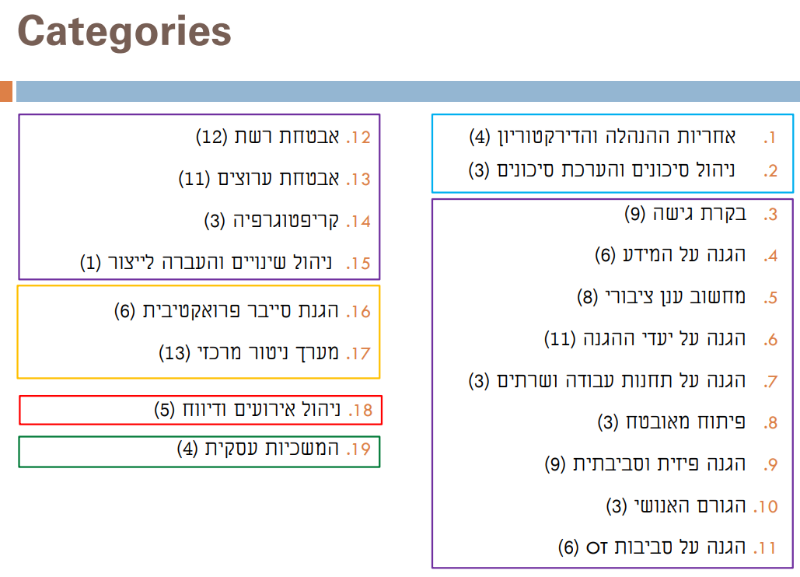 Categories
1. אחריות ההנהלה והדירקטוריון (4)
2. ניהול סיכונים והערכת סיכונים (3)
3. בקרת גישה (9)
4. הגנה על המידע (6)
5. מחשוב ענן ציבורי (8)
6. הגנה על יעדי ההגנה (11)
7. הגנה על תחנות עבודה ושרתים (3)
8. פיתוח מאובטח (3)
9. הגנה פיזית וסביבתית (9)
10. הגורם האנושי (3)
11. הגנה על סביבות OT (6)
12. אבטחת רשת (12)
13. אבטחת ערוצים (11)
14. קריפטוגרפיה (3)
15. ניהול שינויים והעברה לייצור (1)
16. הגנת סייבר פרואקטיבית (6)
17. מערך ניטור מרכזי (13)
18. ניהול אירועים ודיווח (5)
19. המשכיות עסקית (4)